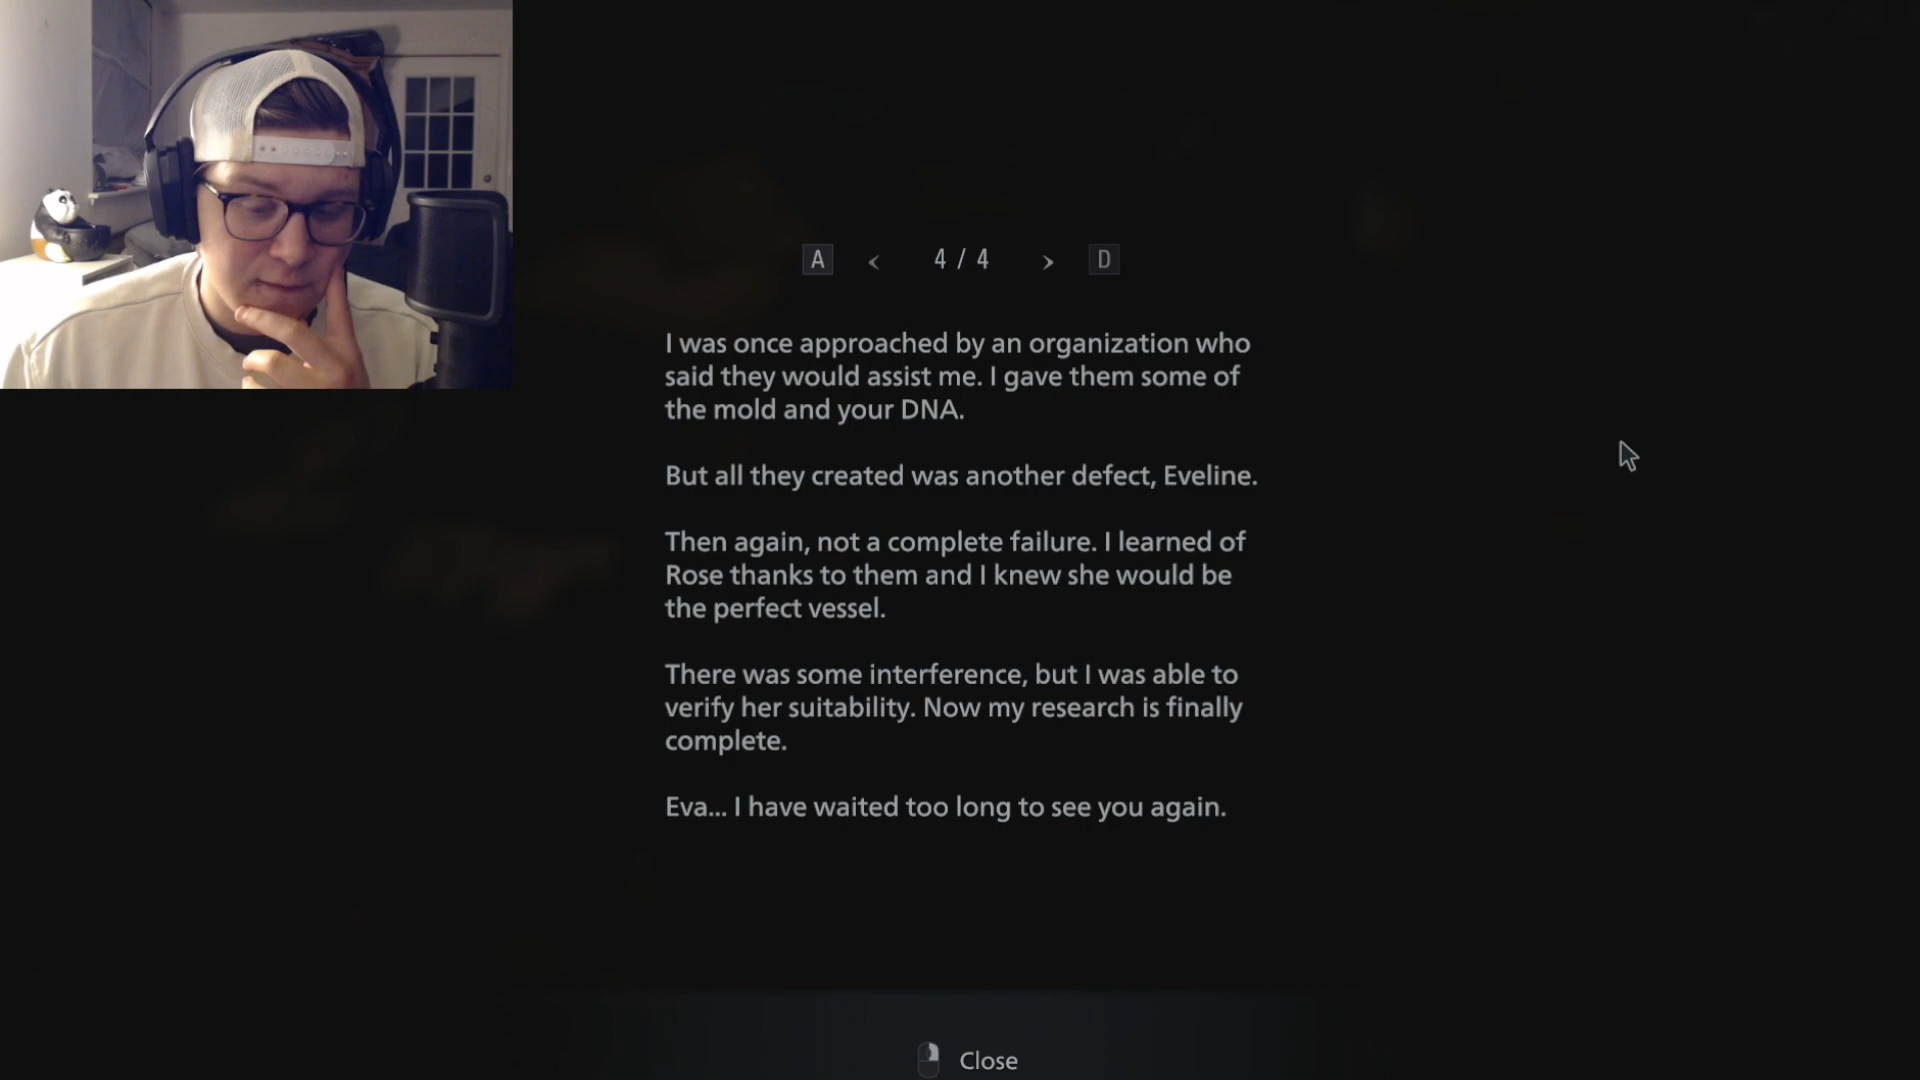 A < 4 / 4 > D
I was once approached by an organization who
said they would assist me. I gave them some of
the mold and your DNA.
But all they created was another defect, Eveline.
Then again, not a complete failure. I learned of
Rose thanks to them and I knew she would be
the perfect vessel.
There was some interference, but I was able to
verify her suitability. Now my research is finally
complete.
Eva... I have waited too long to see you again.
Close